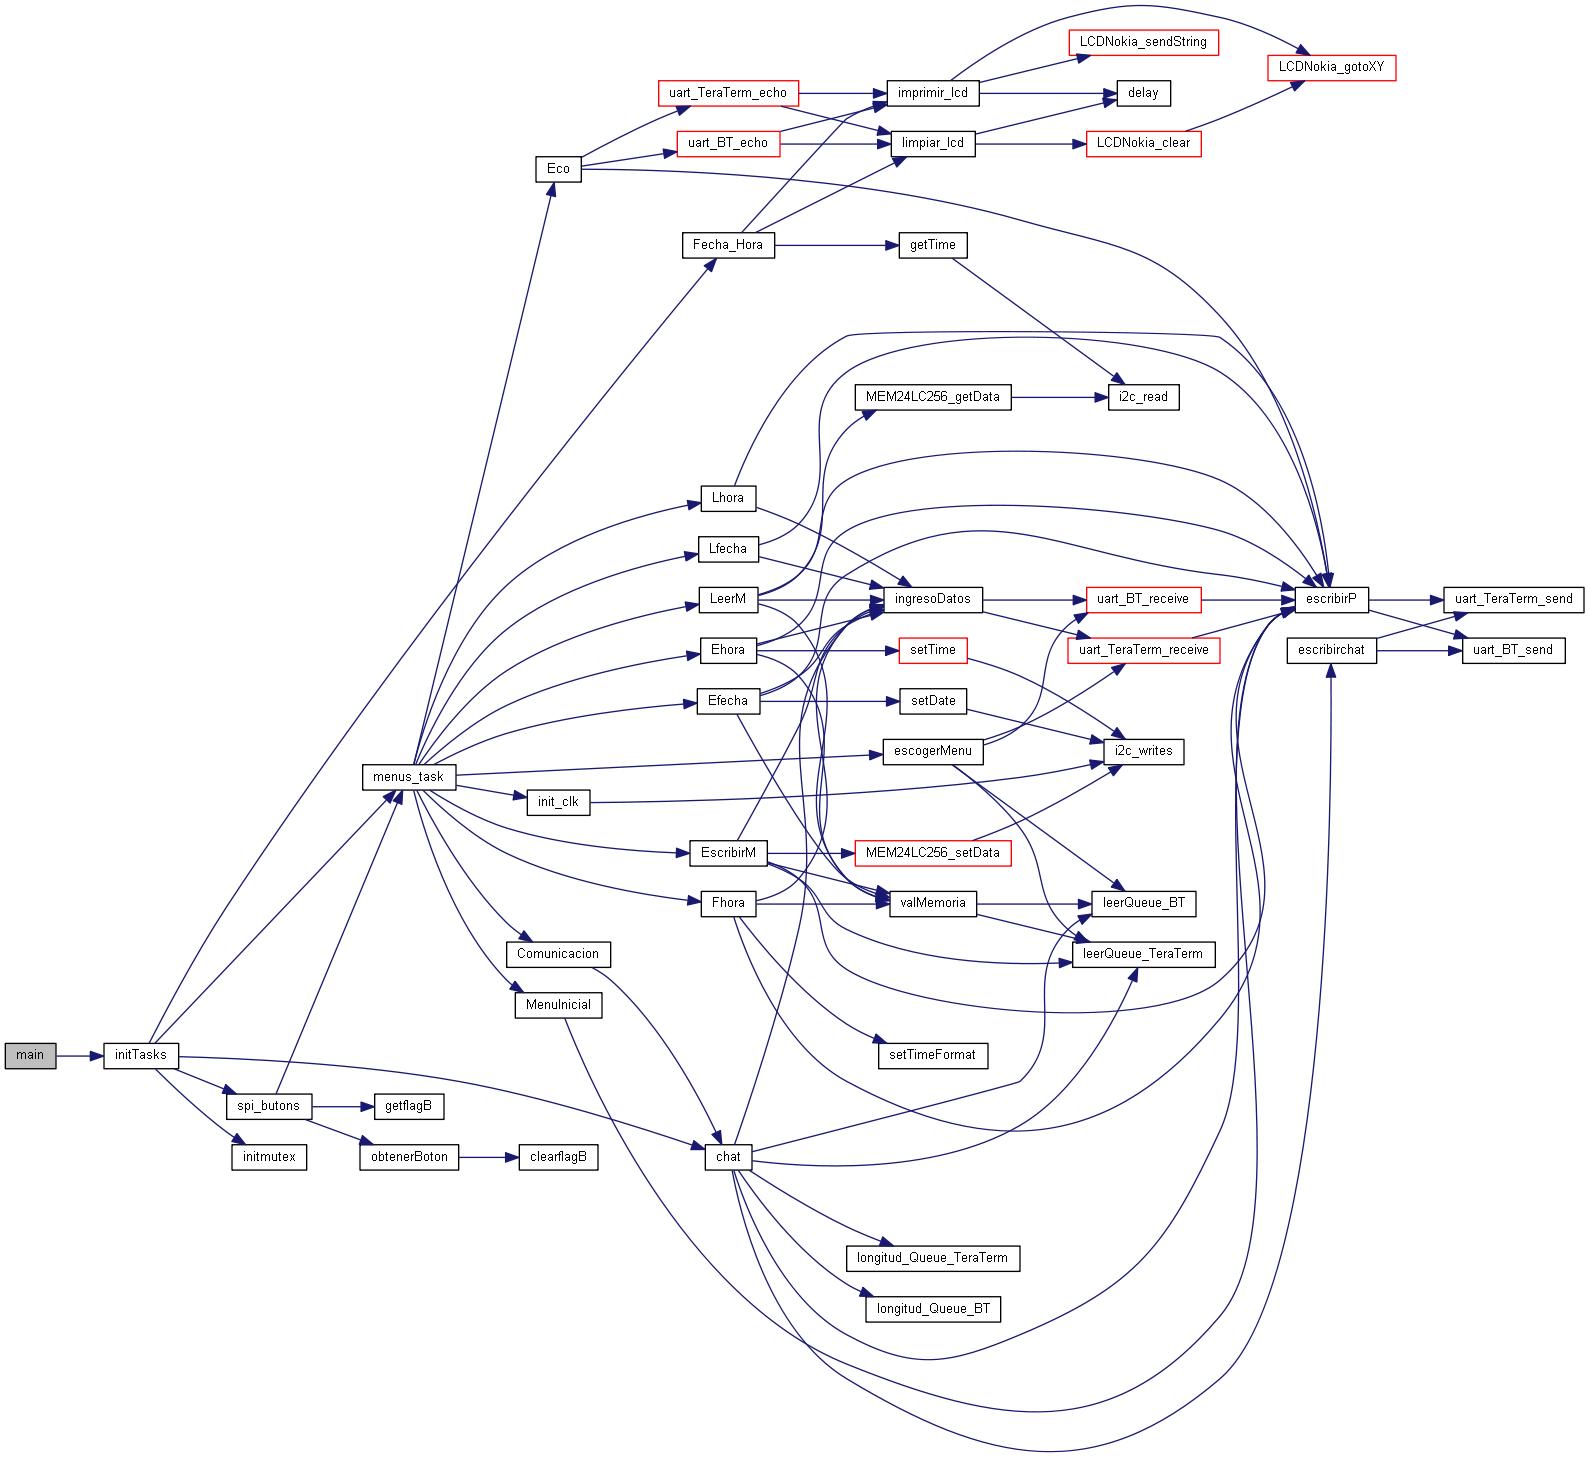 LCDNokia_sendString
LCDNokia_gotoXY
uart_TeraTerm_echo
imprimir_lcd
delay
uart_BT_echo
limpiar_lcd
LCDNokia_clear
Eco
Fecha_Hora
getTime
MEM24LC256_getData
i2c_read
Lhora
Lfecha
LeerM
ingresoDatos
uart_BT_receive
escribirP
uart_TeraTerm_send
Ehora
setTime
uart_TeraTerm_receive
escribirchat
uart_BT_send
Efecha
setDate
escogerMenu
i2c_writes
menus_task
init_clk
EscribirM
MEM24LC256_setData
Fhora
valMemoria
leerQueue_BT
Comunicacion
leerQueue_TeraTerm
MenuInicial
main
initTasks
setTimeFormat
spi_butons
getflagB
initmutex
obtenerBoton
clearflagB
chat
longitud_Queue_TeraTerm
longitud_Queue_BT